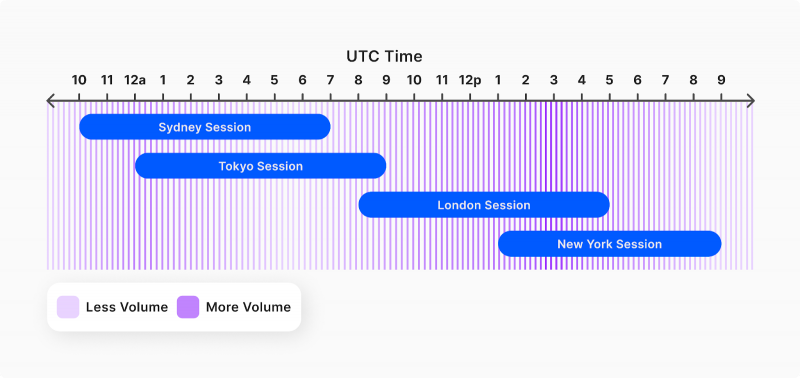 UTC Time
10 11 12a 1 2 3 4 5 6 7 8 9 10 11 12p 1 2 3 4 5 6 7 8 9
Sydney Session
Tokyo Session
London Session
New York Session
Less Volume More Volume